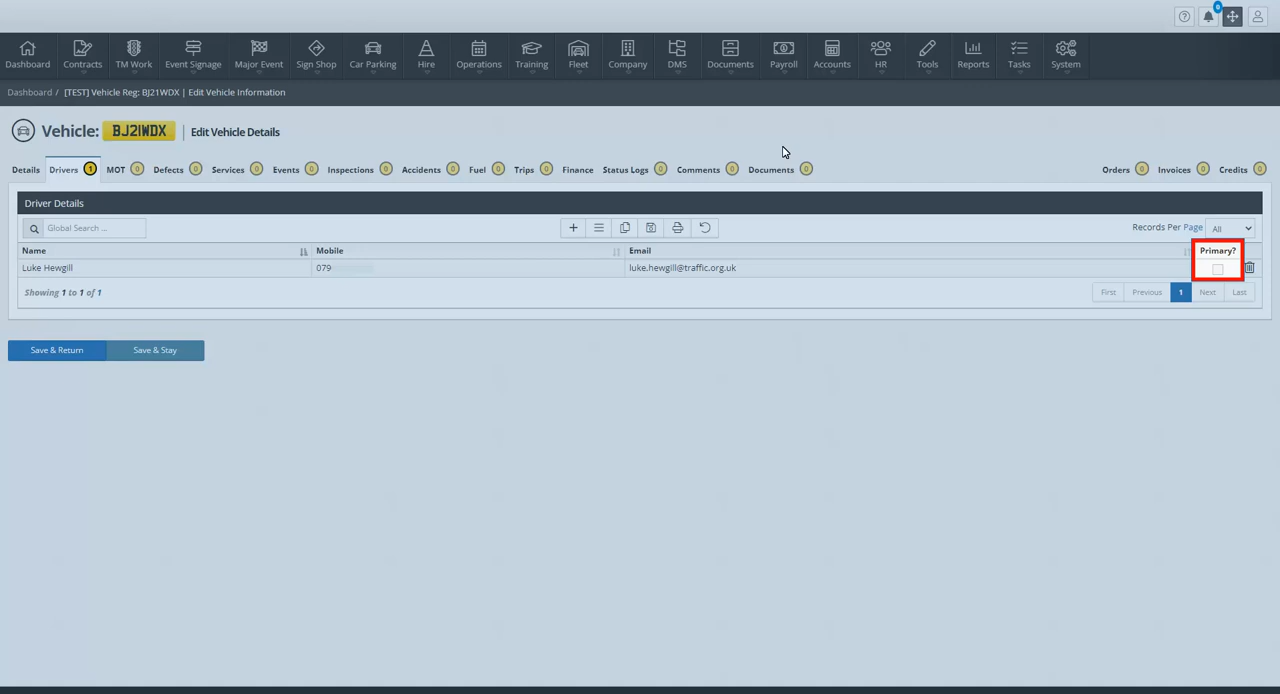 0
Dashboard Contracts TM Work Event Signage Major Event Sign Shop Car Parking Hire Operations Training Fleet Company DMS Documents Payroll Accounts HR Tools Reports Tasks System
Dashboard / [TEST] Vehicle Reg: BJ21WDX | Edit Vehicle Information
Vehicle: BJ21WDX | Edit Vehicle Details
Details Drivers 1 MOT 0 Defects 0 Services 0 Events 0 Inspections 0 Accidents 0 Fuel 0 Trips 0 Finance Status Logs 0 Comments 0 Documents 0 Orders 0 Invoices 0 Credits 0
Driver Details
Global Search ... Records Per Page All
Name Mobile Email Primary?
Luke Hewgill 079 luke.hewgill@traffic.org.uk
Showing 1 to 1 of 1 First Previous 1 Next Last
Save & Return Save & Stay